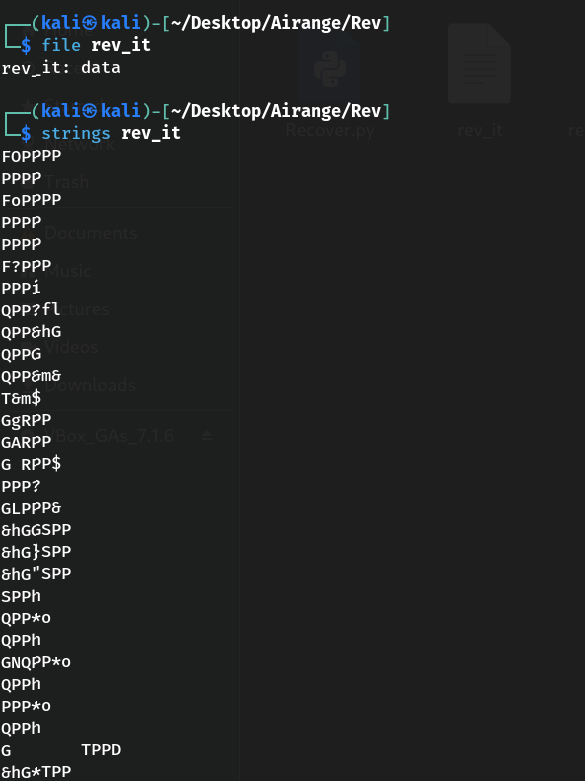 ┌──(kali㉿kali)-[~/Desktop/Airange/Rev]
└─$ file rev_it
rev_it: data
┌──(kali㉿kali)-[~/Desktop/Airange/Rev]
└─$ strings rev_it
FOPPPP
PPPP
FoPPPP
PPPP
PPPP
F?PPP
PPPi
QPP?fl
QPP&hG
QPPG
QPP&m&
T&m$
GgRPP
GARPP
G RPP$
PPP?
GLPPP&
&hGGSPP
&hG}SPP
&hG"SPP
SPPh
QPP*o
QPPh
GNQPP*o
QPPh
PPP*o
QPPh
G       TPPD
&hG*TPP
Recover.py
rev_it
re
Network
Trash
Documents
Music
Pictures
Videos
Downloads
VBox_GAs_7.1.6